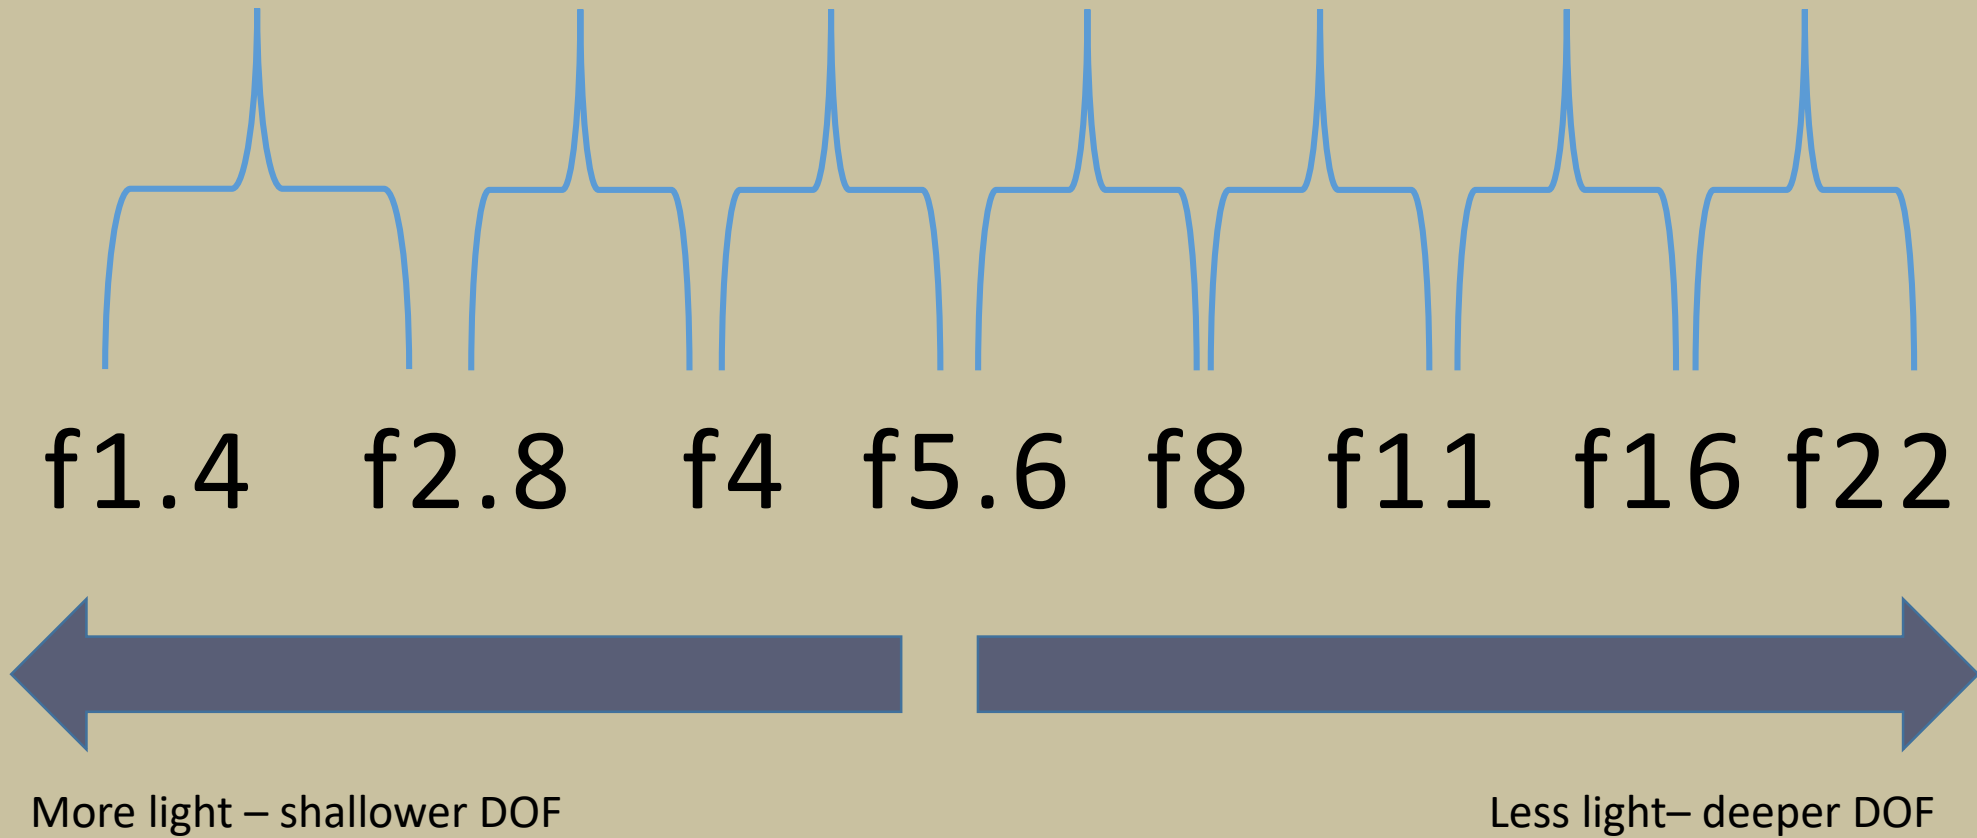 f1.4 f2.8 f4 f5.6 f8 f11 f16 f22
More light – shallower DOF
Less light– deeper DOF